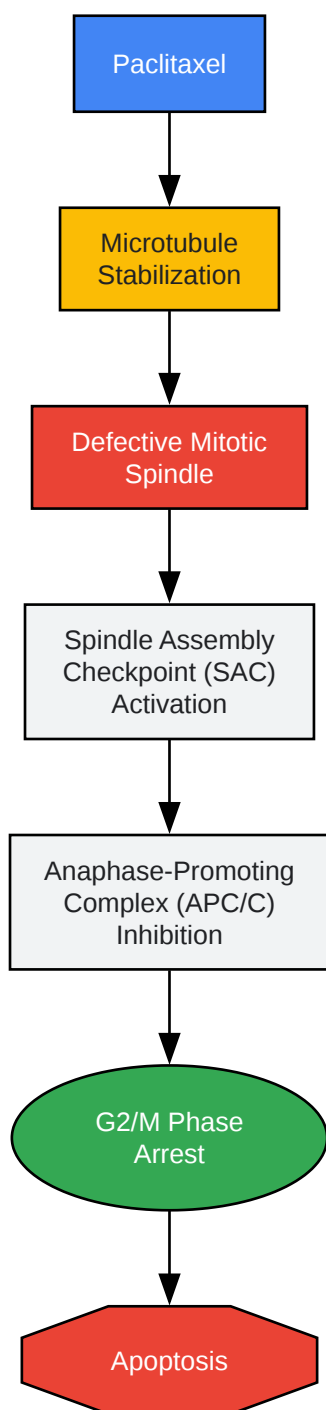 Paclitaxel
Microtubule
Stabilization
Defective Mitotic
Spindle
Spindle Assembly
Checkpoint (SAC)
Activation
Anaphase-Promoting
Complex (APC/C)
Inhibition
G2/M Phase
Arrest
Apoptosis